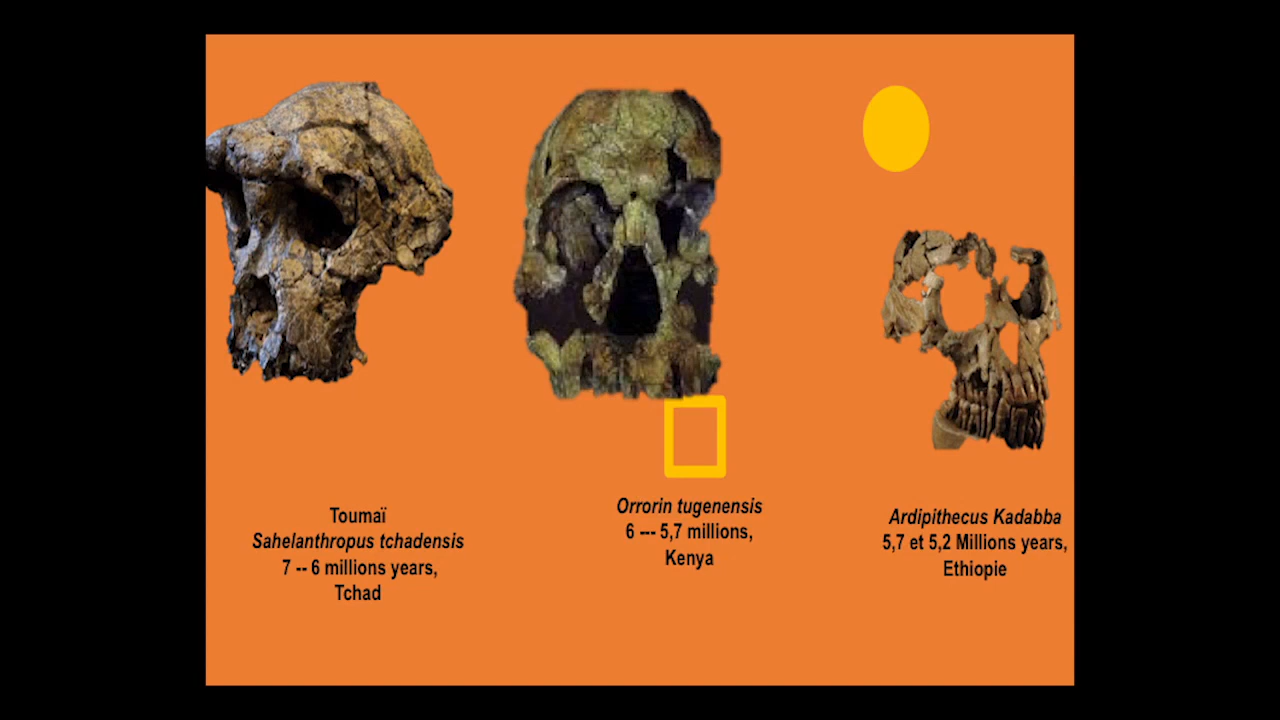 Toumaï
Sahelanthropus tchadensis
7 -- 6 millions years,
Tchad
Orrorin tugenensis
6 --- 5,7 millions,
Kenya
Ardipithecus Kadabba
5,7 et 5,2 Millions years,
Ethiopie